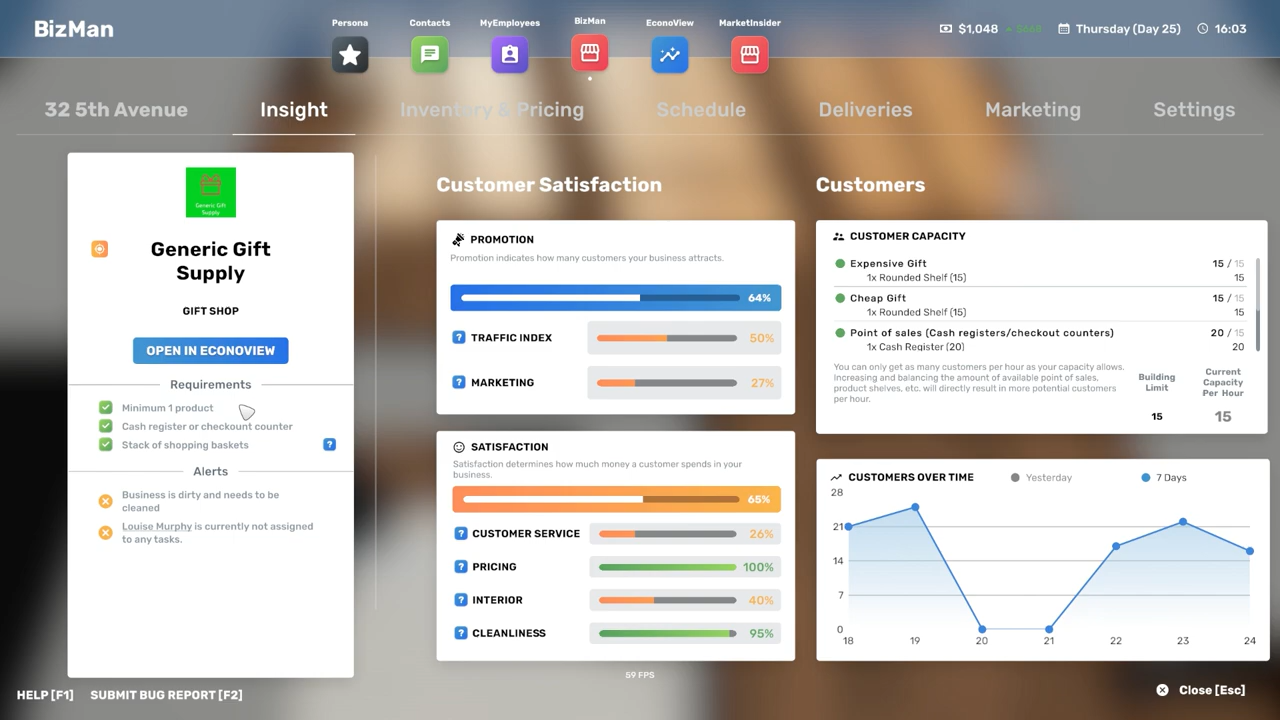 BizMan
Persona
Contacts
MyEmployees
BizMan
EconoView
MarketInsider
$1,048 ▲ $668
Thursday (Day 25)
16:03
32 5th Avenue
Insight
Inventory & Pricing
Schedule
Deliveries
Marketing
Settings
Generic Gift
Supply
Generic Gift
Supply
GIFT SHOP
OPEN IN ECONOVIEW
Requirements
Minimum 1 product
Cash register or checkount counter
Stack of shopping baskets
?
Alerts
Business is dirty and needs to be
cleaned
Louise Murphy is currently not assigned
to any tasks.
Customer Satisfaction
PROMOTION
Promotion indicates how many customers your business attracts.
64%
? TRAFFIC INDEX 50%
? MARKETING 27%
SATISFACTION
Satisfaction determines how much money a customer spends in your
business.
65%
? CUSTOMER SERVICE 26%
? PRICING 100%
? INTERIOR 40%
? CLEANLINESS 95%
Customers
CUSTOMER CAPACITY
Expensive Gift 15 / 15
1x Rounded Shelf (15) 15
Cheap Gift 15 / 15
1x Rounded Shelf (15) 15
Point of sales (Cash registers/checkout counters) 20 / 15
1x Cash Register (20) 20
You can only get as many customers per hour as your capacity allows.
Increasing and balancing the amount of available point of sales,
product shelves, etc. will directly result in more potential customers
per hour.
Building
Limit
15
Current
Capacity
Per Hour
15
CUSTOMERS OVER TIME
Yesterday
7 Days
28
21
14
7
0
18 19 20 21 22 23 24
59 FPS
HELP [F1]
SUBMIT BUG REPORT [F2]
Close [Esc]